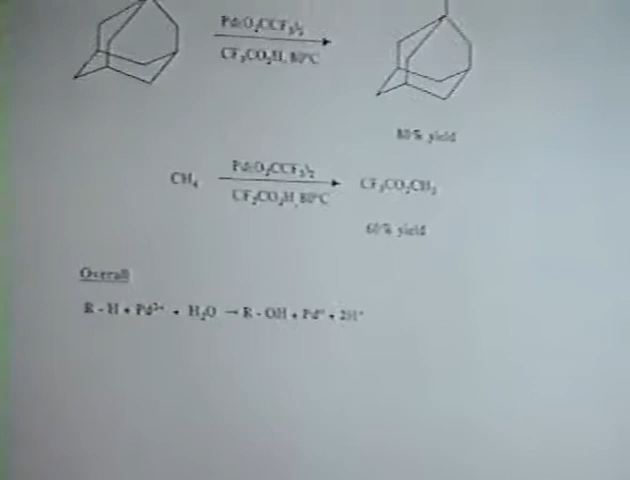 Pd(O₂CCF₃)₂
CF₃CO₂H, 80°C
80% yield
Pd(O₂CCF₃)₂
CH₄ CF₃CO₂CH₃
CF₃CO₂H, 80°C
60% yield
Overall
R - H + Pd²⁺ + H₂O → R - OH + Pd⁰ + 2H⁺